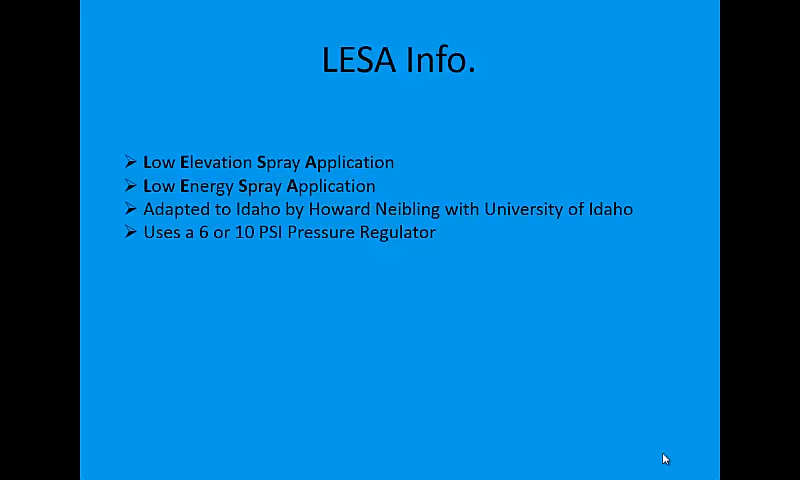 LESA Info.
➢ Low Elevation Spray Application
➢ Low Energy Spray Application
➢ Adapted to Idaho by Howard Neibling with University of Idaho
➢ Uses a 6 or 10 PSI Pressure Regulator